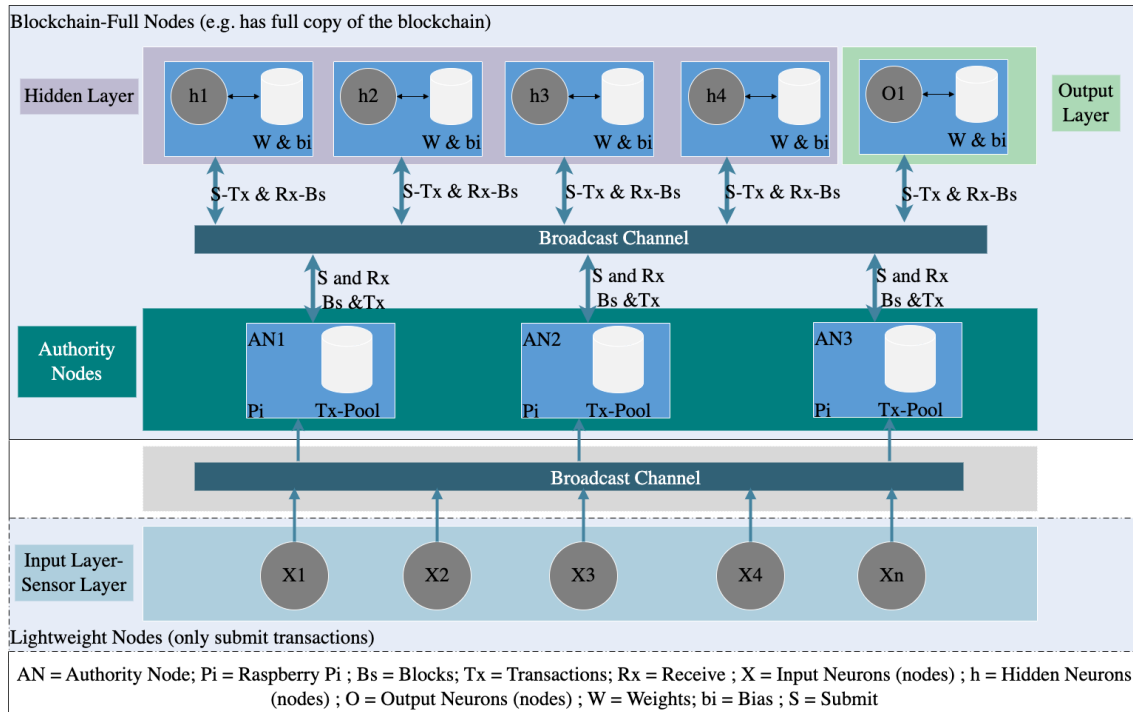 Blockchain-Full Nodes (e.g. has full copy of the blockchain)
Hidden Layer
h1
W & bi
h2
W & bi
h3
W & bi
h4
W & bi
O1
W & bi
Output
Layer
S-Tx & Rx-Bs
S-Tx & Rx-Bs
S-Tx & Rx-Bs
S-Tx & Rx-Bs
S-Tx & Rx-Bs
Broadcast Channel
S and Rx
Bs &Tx
S and Rx
Bs &Tx
S and Rx
Bs &Tx
Authority
Nodes
AN1
Pi
Tx-Pool
AN2
Pi
Tx-Pool
AN3
Pi
Tx-Pool
Broadcast Channel
Input Layer-
Sensor Layer
X1
X2
X3
X4
Xn
Lightweight Nodes (only submit transactions)
AN = Authority Node; Pi = Raspberry Pi ; Bs = Blocks; Tx = Transactions; Rx = Receive ; X = Input Neurons (nodes) ; h = Hidden Neurons
(nodes) ; O = Output Neurons (nodes) ; W = Weights; bi = Bias ; S = Submit